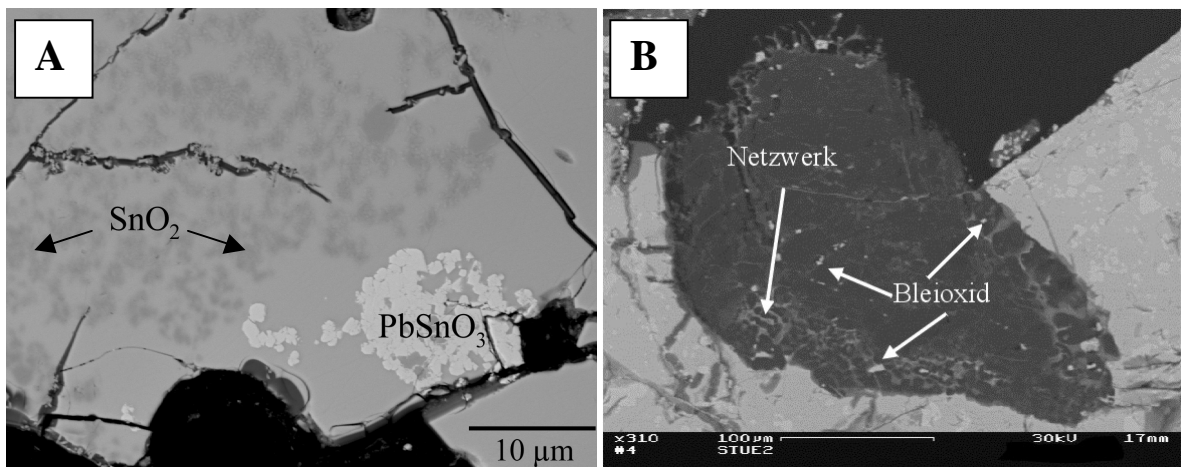 A
SnO₂
PbSnO₃
10 µm
B
Netzwerk
Bleioxid
x310 100µm 30kV 17mm
#4 STUE2